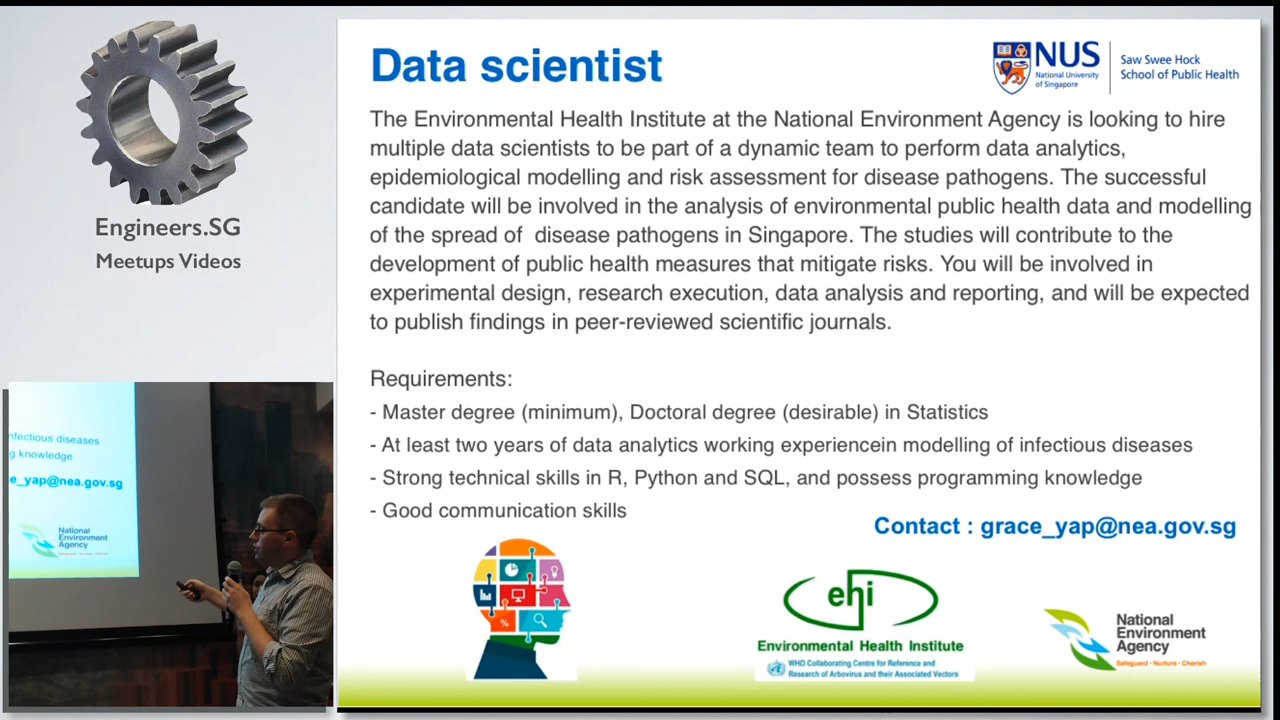 Engineers.SG
Meetups Videos
Data scientist
NUS
National University
of Singapore
Saw Swee Hock
School of Public Health
The Environmental Health Institute at the National Environment Agency is looking to hire
multiple data scientists to be part of a dynamic team to perform data analytics,
epidemiological modelling and risk assessment for disease pathogens. The successful
candidate will be involved in the analysis of environmental public health data and modelling
of the spread of disease pathogens in Singapore. The studies will contribute to the
development of public health measures that mitigate risks. You will be involved in
experimental design, research execution, data analysis and reporting, and will be expected
to publish findings in peer-reviewed scientific journals.
Requirements:
- Master degree (minimum), Doctoral degree (desirable) in Statistics
- At least two years of data analytics working experiencein modelling of infectious diseases
- Strong technical skills in R, Python and SQL, and possess programming knowledge
- Good communication skills
Contact : grace_yap@nea.gov.sg
%
ehi
Environmental Health Institute
WHO Collaborating Centre for Reference and
Research of Arbovirus and their Associated Vectors
National
Environment
Agency
Safeguard · Nurture · Cherish
nfectious diseases
g knowledge
e_yap@nea.gov.sg
National
Environment
Agency